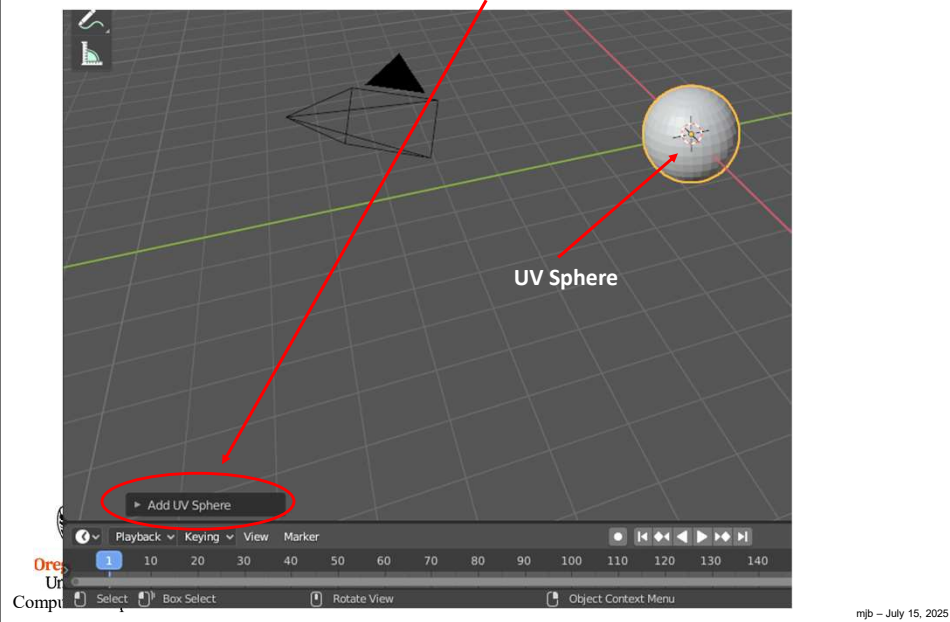 UV Sphere
Add UV Sphere
Playback Keying View Marker
1 10 20 30 40 50 60 70 80 90 100 110 120 130 140
Select Box Select Rotate View Object Context Menu
mjb – July 15, 2025